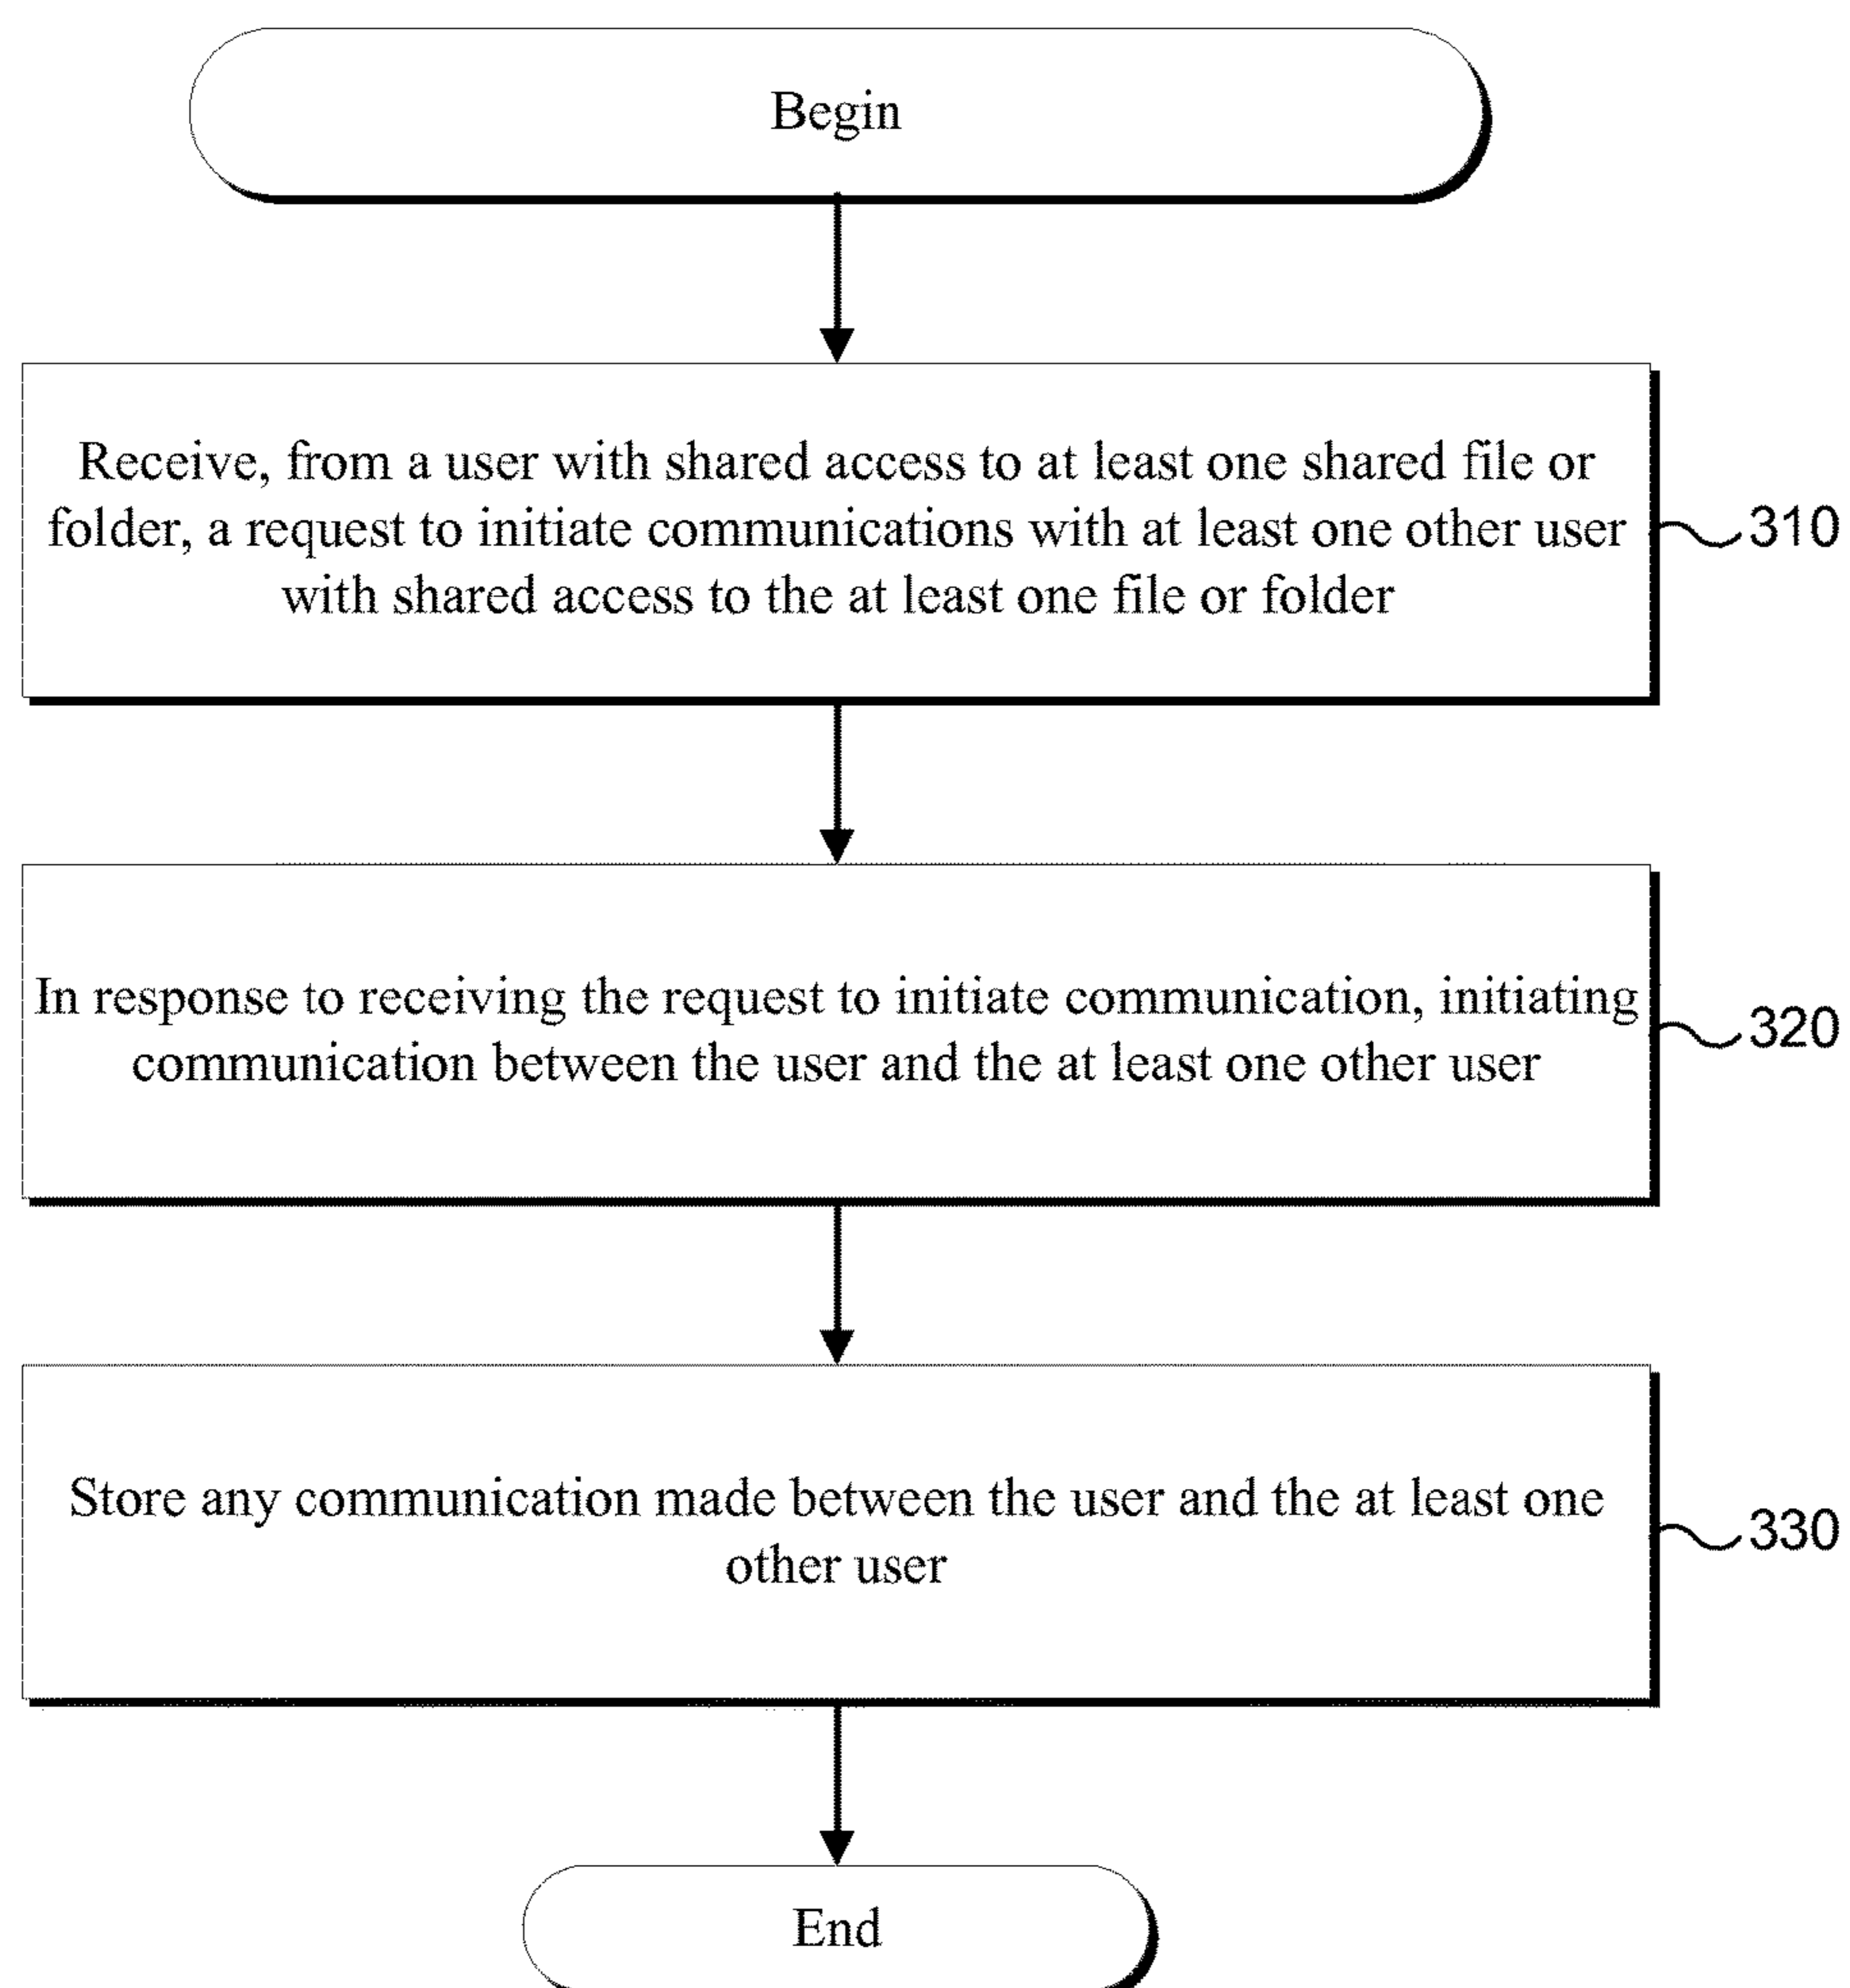 Begin
Receive, from a user with shared access to at least one shared file or
folder, a request to initiate communications with at least one other user
with shared access to the at least one file or folder
310
In response to receiving the request to initiate communication, initiating
communication between the user and the at least one other user
320
Store any communication made between the user and the at least one
other user
330
End